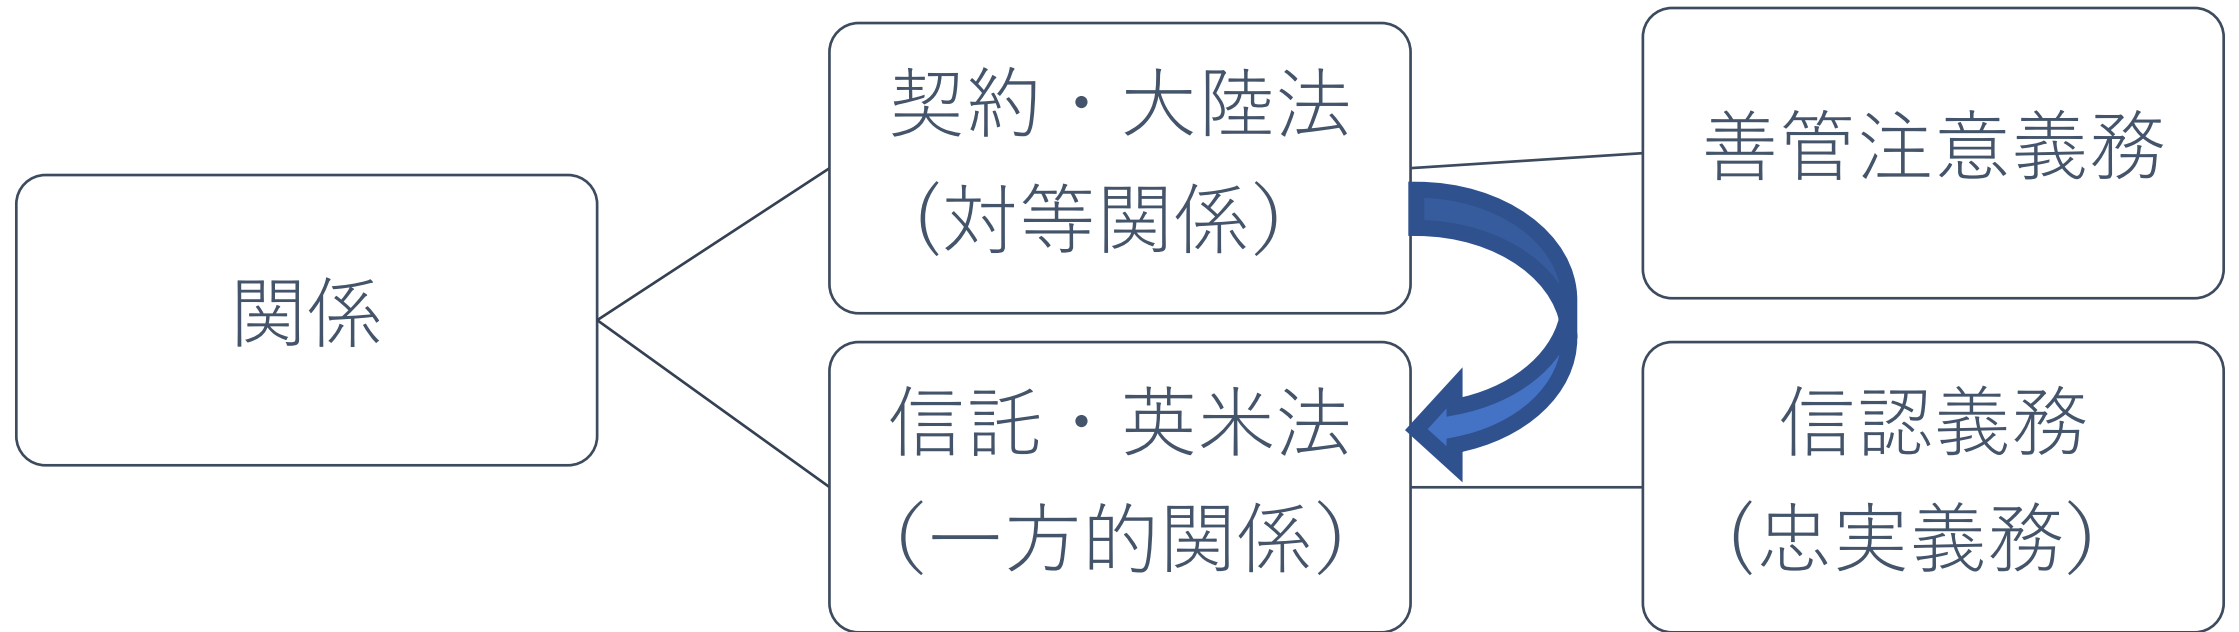 関係
契約・大陸法
（対等関係）
信託・英米法
（一方的関係）
善管注意義務
信認義務
（忠実義務）